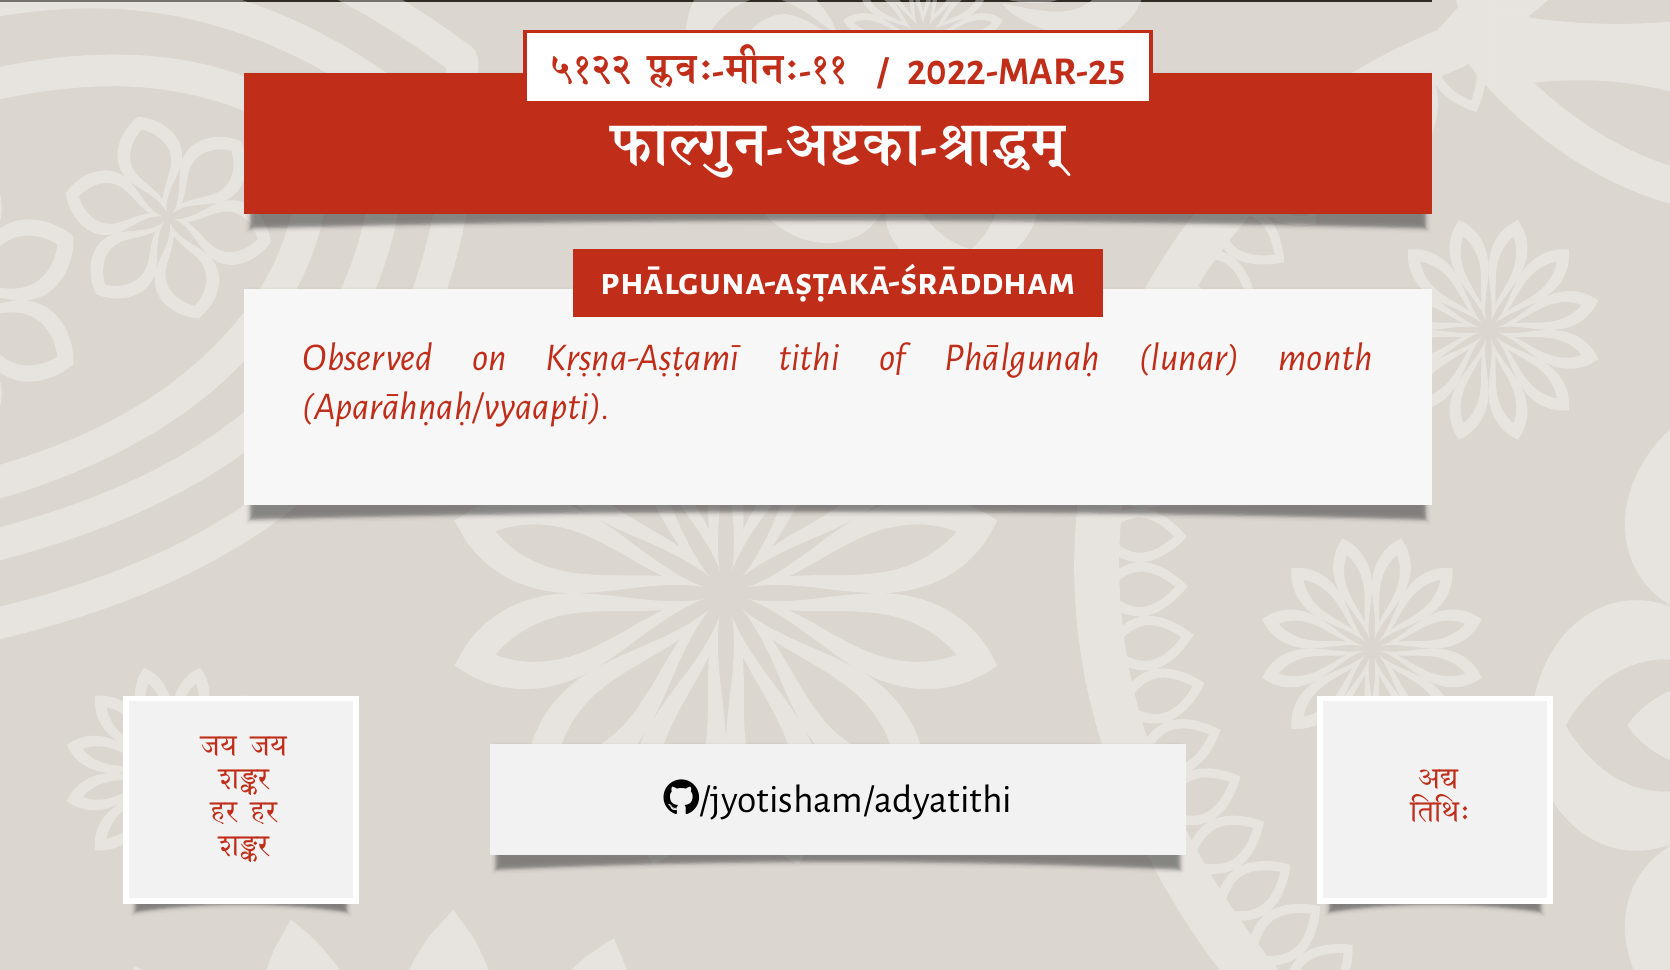 ५१२२ प्लवः-मीनः-११ / 2022-MAR-25
फाल्गुन-अष्टका-श्राद्धम्
PHĀLGUNA-AṢṬAKĀ-ŚRĀDDHAM
Observed on Kṛṣṇa-Aṣṭamī tithi of Phālgunaḥ (lunar) month
(Aparāhṇaḥ/vyaapti).
जय जय
शङ्कर
हर हर
शङ्कर
/jyotisham/adyatithi
अद्य
तिथिः